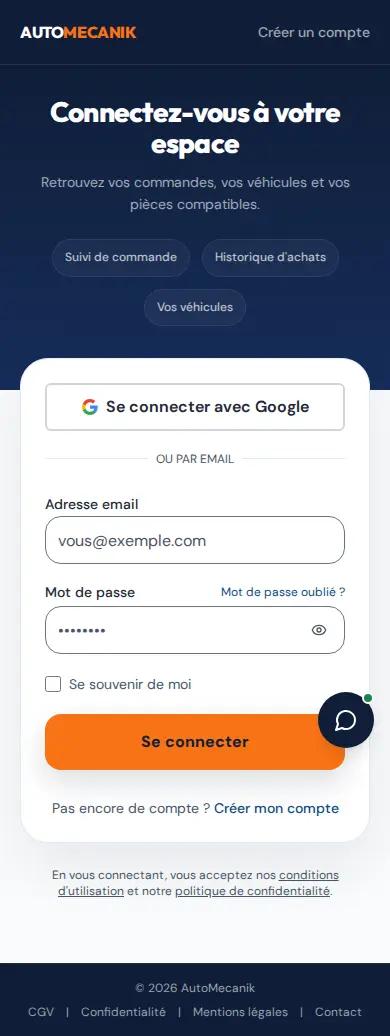 AUTOMECANIK
Créer un compte
Connectez-vous à votre
espace
Retrouvez vos commandes, vos véhicules et vos
pièces compatibles.
Suivi de commande
Historique d'achats
Vos véhicules
Se connecter avec Google
OU PAR EMAIL
Adresse email
vous@exemple.com
Mot de passe
Mot de passe oublié ?
••••••••
Se souvenir de moi
Se connecter
Pas encore de compte ? Créer mon compte
En vous connectant, vous acceptez nos conditions
d'utilisation et notre politique de confidentialité.
© 2026 AutoMecanik
CGV | Confidentialité | Mentions légales | Contact